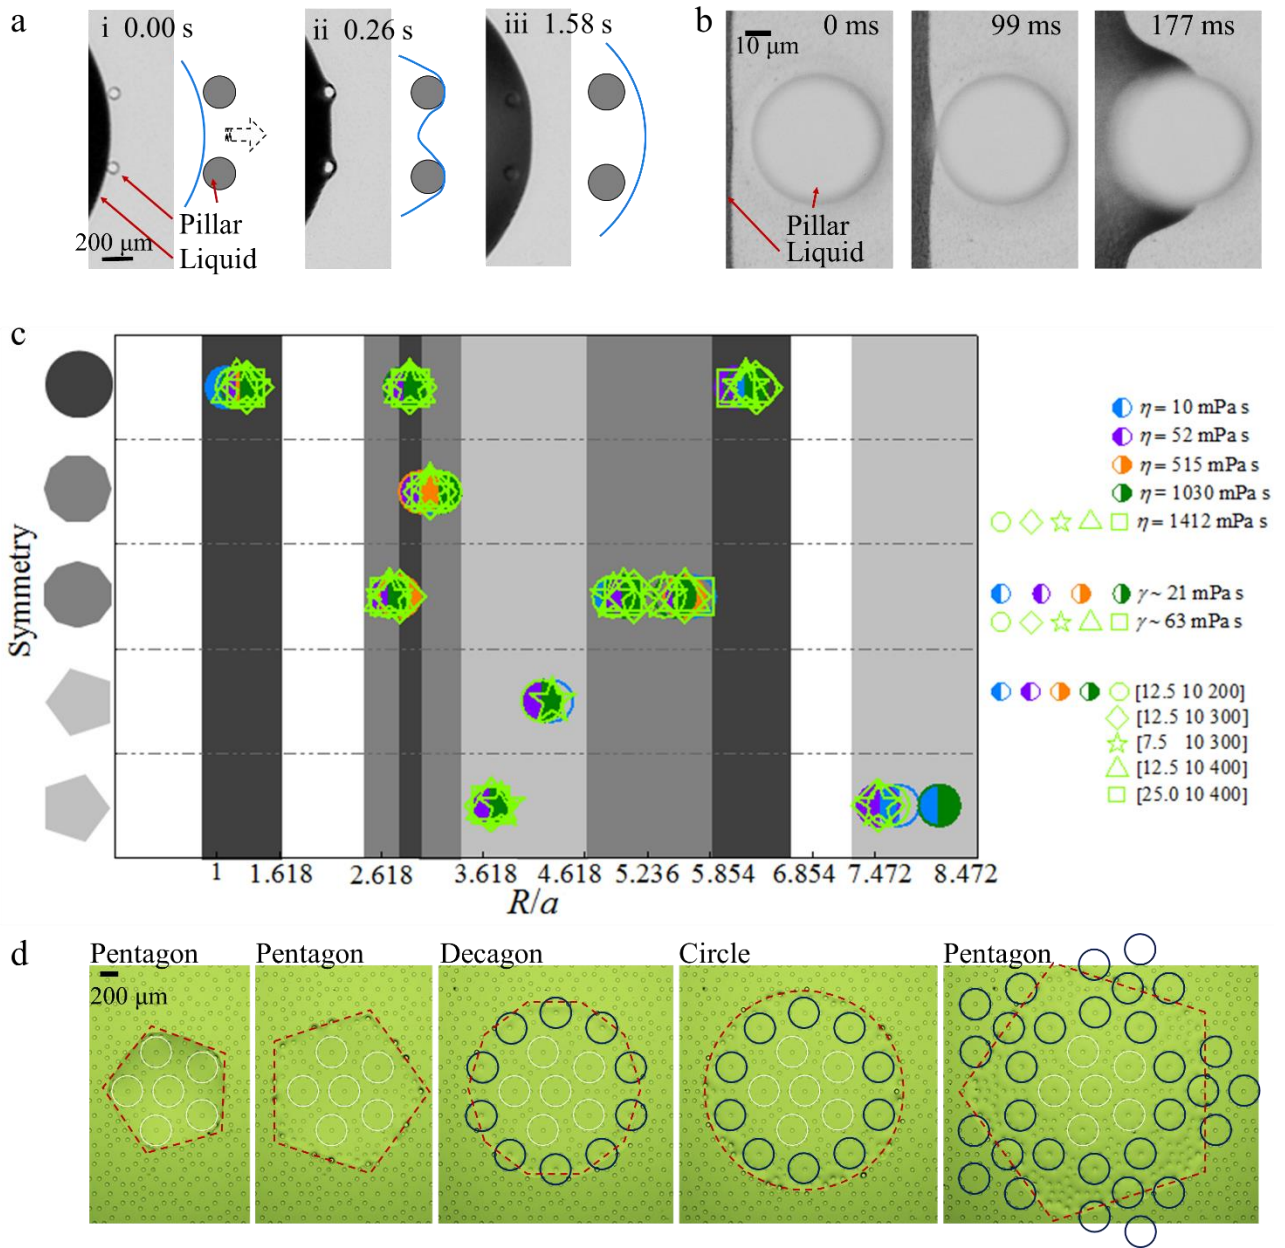 a
i 0.00 s
ii 0.26 s
iii 1.58 s
Pillar
Liquid
200 μm
b
0 ms
99 ms
177 ms
10 μm
Pillar
Liquid
c
Symmetry
1 1.618 2.618 3.618 4.618 5.236 5.854 6.854 7.472 8.472
R/a
η = 10 mPa s
η = 52 mPa s
η = 515 mPa s
η = 1030 mPa s
η = 1412 mPa s
γ ~ 21 mPa s
γ ~ 63 mPa s
[12.5 10 200]
[12.5 10 300]
[7.5 10 300]
[12.5 10 400]
[25.0 10 400]
d
Pentagon
Pentagon
Decagon
Circle
Pentagon
200 μm